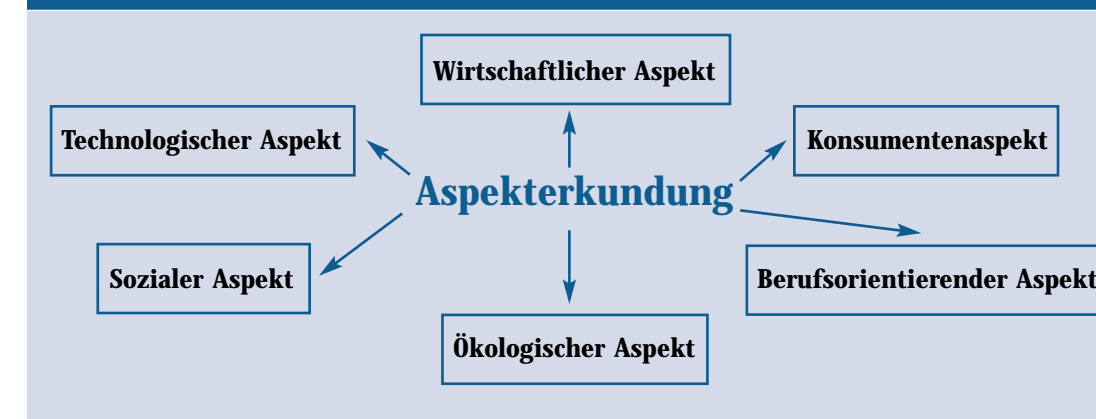 Wirtschaftlicher Aspekt
Technologischer Aspekt
Konsumentenaspekt
Aspekterkundung
Sozialer Aspekt
Berufsorientierender Aspekt
Ökologischer Aspekt